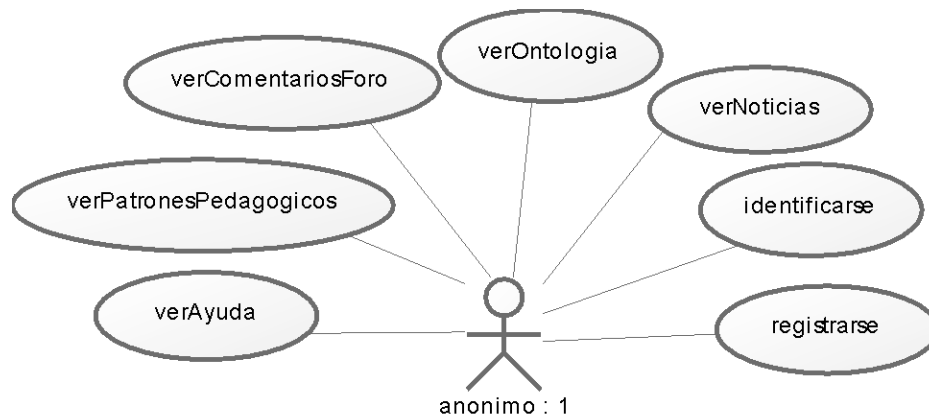 verOntologia
verComentariosForo
verNoticias
verPatronesPedagogicos
identificarse
verAyuda
registrarse
anonimo : 1